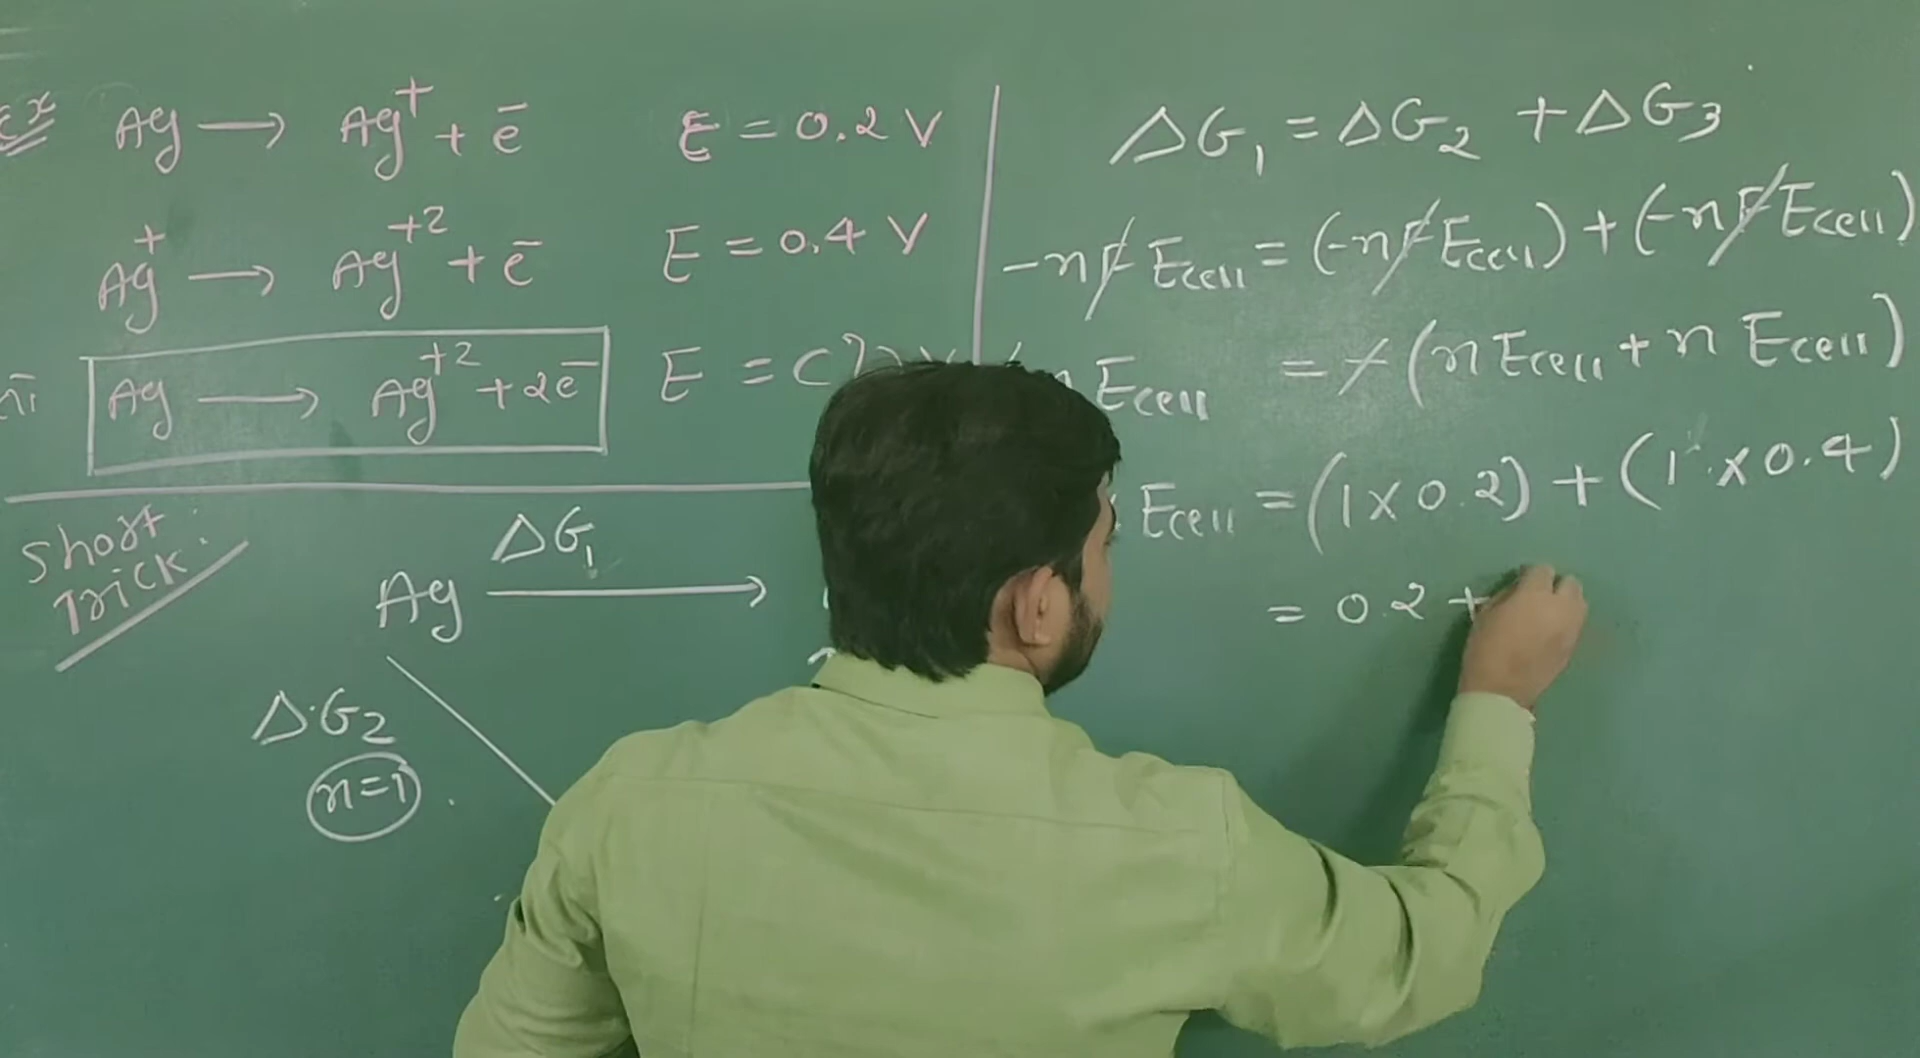 Ex Ag → Ag⁺ + e⁻ E = 0.2 V
Ag⁺ → Ag⁺² + e⁻ E = 0.4 V
Ag → Ag⁺² + 2e⁻ E = (?) V
Short
Trick:
Ag ΔG₁ →
ΔG₂
n=1
ΔG₁ = ΔG₂ + ΔG₃
-nF Ecell = (-nF Ecell) + (-nF Ecell)
Ecell = -(n Ecell + n Ecell)
Ecell = (1 × 0.2) + (1 × 0.4)
= 0.2 +